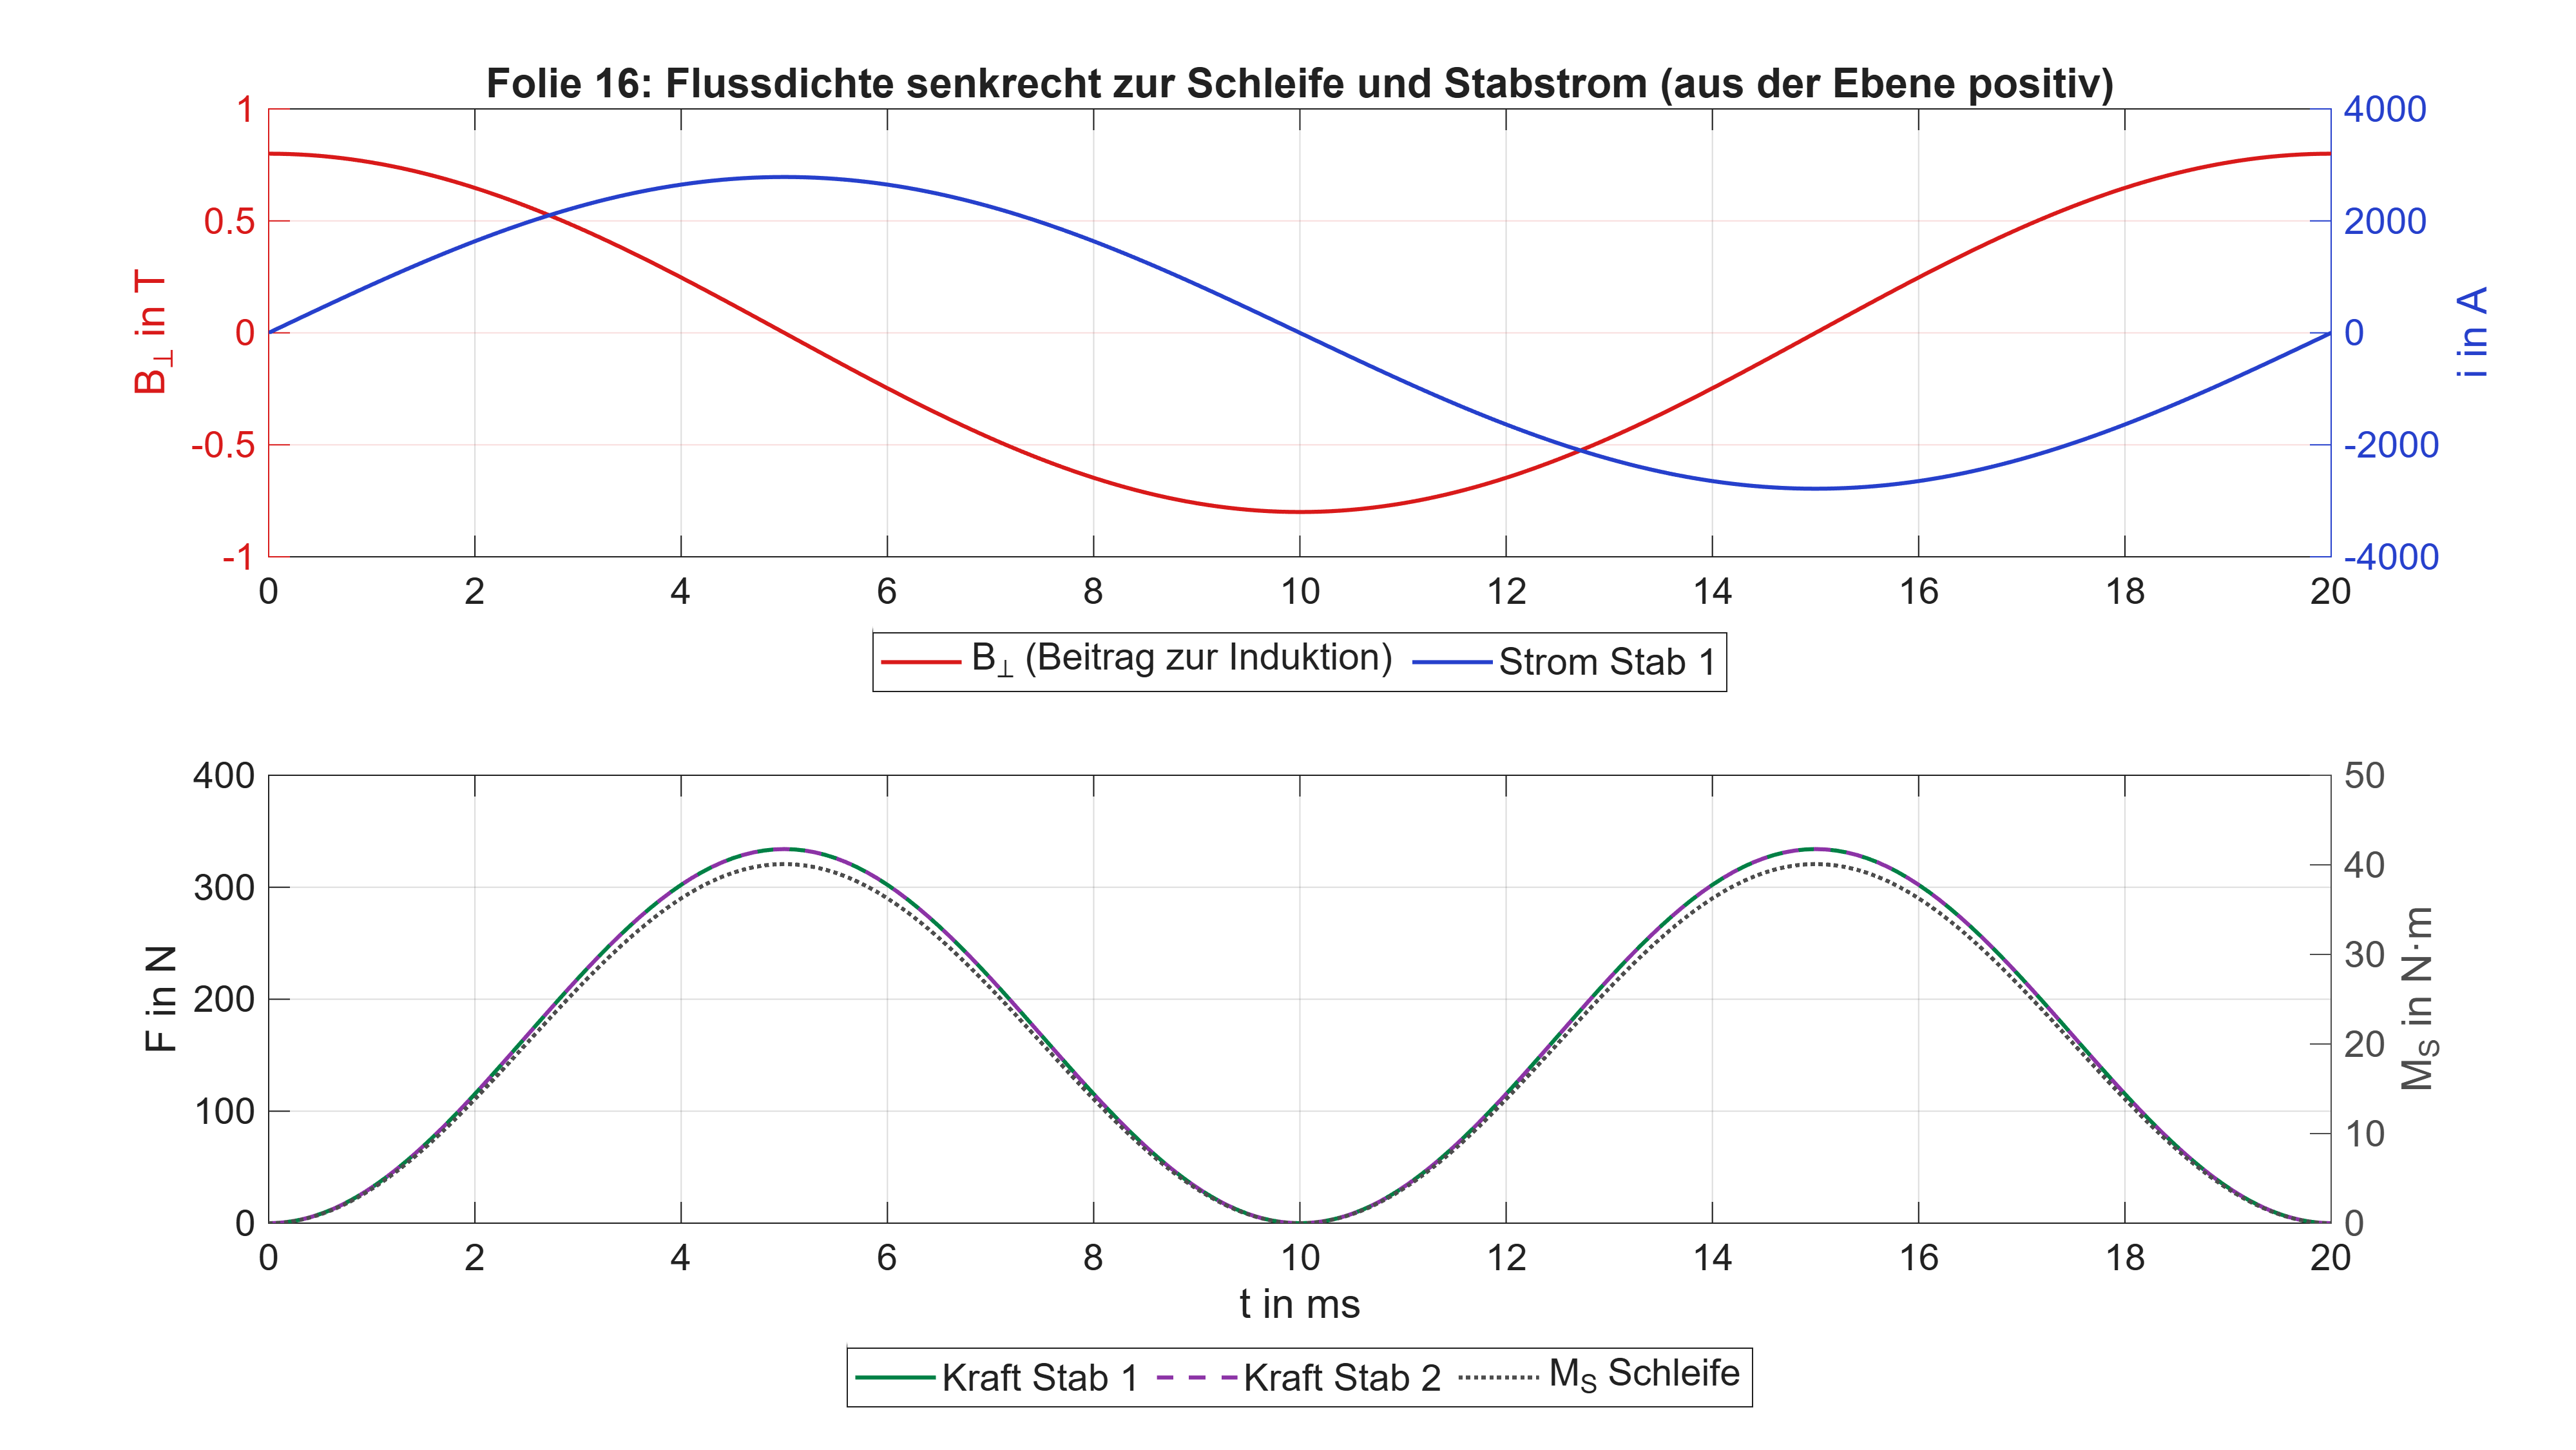 Folie 16: Flussdichte senkrecht zur Schleife und Stabstrom (aus der Ebene positiv)
1
0.5
0
-0.5
-1
B⊥ in T
4000
2000
0
-2000
-4000
i in A
0 2 4 6 8 10 12 14 16 18 20
B⊥ (Beitrag zur Induktion) Strom Stab 1
400
300
200
100
0
F in N
50
40
30
20
10
0
MS in N·m
0 2 4 6 8 10 12 14 16 18 20
t in ms
Kraft Stab 1 Kraft Stab 2 MS Schleife